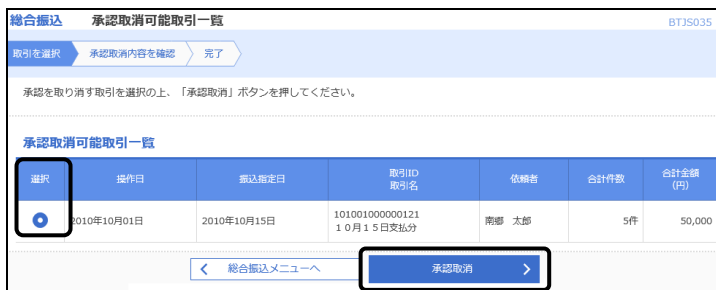 総合振込 承認取消可能取引一覧 BTJS035
取引を選択 承認取消内容を確認 完了
承認を取り消す取引を選択の上、「承認取消」ボタンを押してください。
承認取消可能取引一覧
選択 操作日 振込指定日 取引ID 依頼者 合計件数 合計金額
取引名 (円)
2010年10月01日 2010年10月15日 101001000000121 南郷 太郎 5件 50,000
10月15日支払分
総合振込メニューへ 承認取消